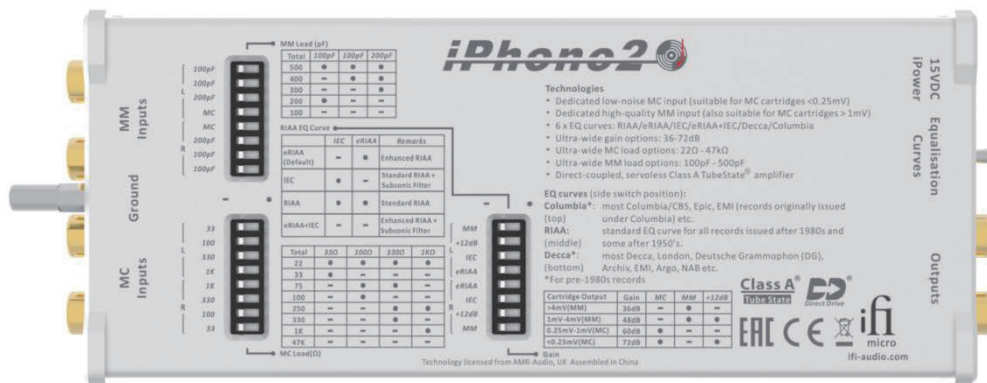 iPhono2
MM Load (pF)
Total 100pF 100pF 200pF
500 • • •
400 – • •
300 – – •
200 • – –
100 – – –
RIAA EQ Curve
IEC eRIAA Remarks
eRIAA (Default) – • Enhanced RIAA
IEC • – Standard RIAA + Subsonic Filter
RIAA • • Standard RIAA
eRIAA+IEC – – Enhanced RIAA + Subsonic Filter
Total 33Ω 100Ω 330Ω 1KΩ
22
33
75
100
250
330
1K
47K
MC Load(Ω)
100pF
100pF
L
200pF
MC
MC
200pF
R
100pF
100pF
MM Inputs
Ground
MC Inputs
33
100
L
330
1K
1K
330
R
100
33
– •
– •
MM
+12dB
L
IEC
eRIAA
eRIAA
IEC
R
+12dB
MM
Gain
Technologies
• Dedicated low-noise MC input (suitable for MC cartridges <0.25mV)
• Dedicated high-quality MM input (also suitable for MC cartridges > 1mV)
• 6 x EQ curves: RIAA/eRIAA/IEC/eRIAA+IEC/Decca/Columbia
• Ultra-wide gain options: 36-72dB
• Ultra-wide MC load options: 22Ω - 47kΩ
• Ultra-wide MM load options: 100pF - 500pF
• Direct-coupled, servoless Class A TubeState® amplifier
EQ curves (side switch position):
Columbia*: most Columbia/CBS, Epic, EMI (records originally issued
(top) under Columbia) etc.
RIAA: standard EQ curve for all records issued after 1980s and
(middle) some after 1950's.
Decca*: most Decca, London, Deutsche Grammophon (DG),
(bottom) Archiv, EMI, Argo, NAB etc.
*For pre-1980s records
Cartridge Output Gain MC MM +12dB
>4mV(MM) 36dB – • –
1mV-4mV(MM) 48dB – • •
0.25mV-1mV(MC) 60dB • – –
<0.25mV(MC) 72dB • – •
Class A®
Tube State
Direct Drive
EAC CE
ifi
micro
ifi-audio.com
Technology licensed from AMR-Audio, UK Assembled in China
15VDC
iPower
Equalisation
Curves
Outputs